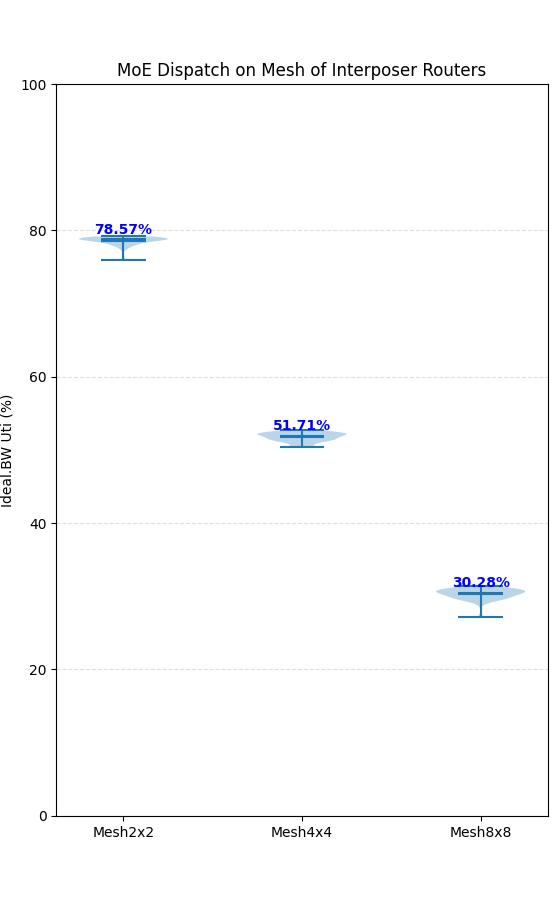 MoE Dispatch on Mesh of Interposer Routers
Ideal.BW Uti (%)
100
80
60
40
20
0
78.57%
51.71%
30.28%
Mesh2x2
Mesh4x4
Mesh8x8